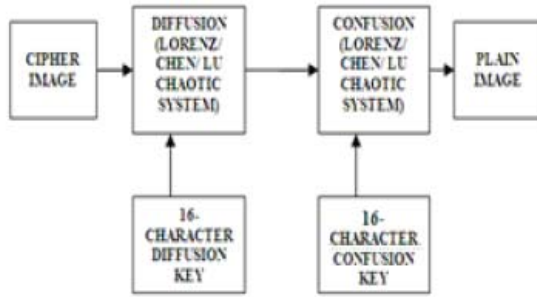 CIPHER
IMAGE
DIFFUSION
(LORENZ/
CHEN/ LU
CHAOTIC
SYSTEM)
CONFUSION
(LORENZ/
CHEN/ LU
CHAOTIC
SYSTEM)
PLAIN
IMAGE
16-
CHARACTER
DIFFUSION
KEY
16-
CHARACTER
CONFUSION
KEY